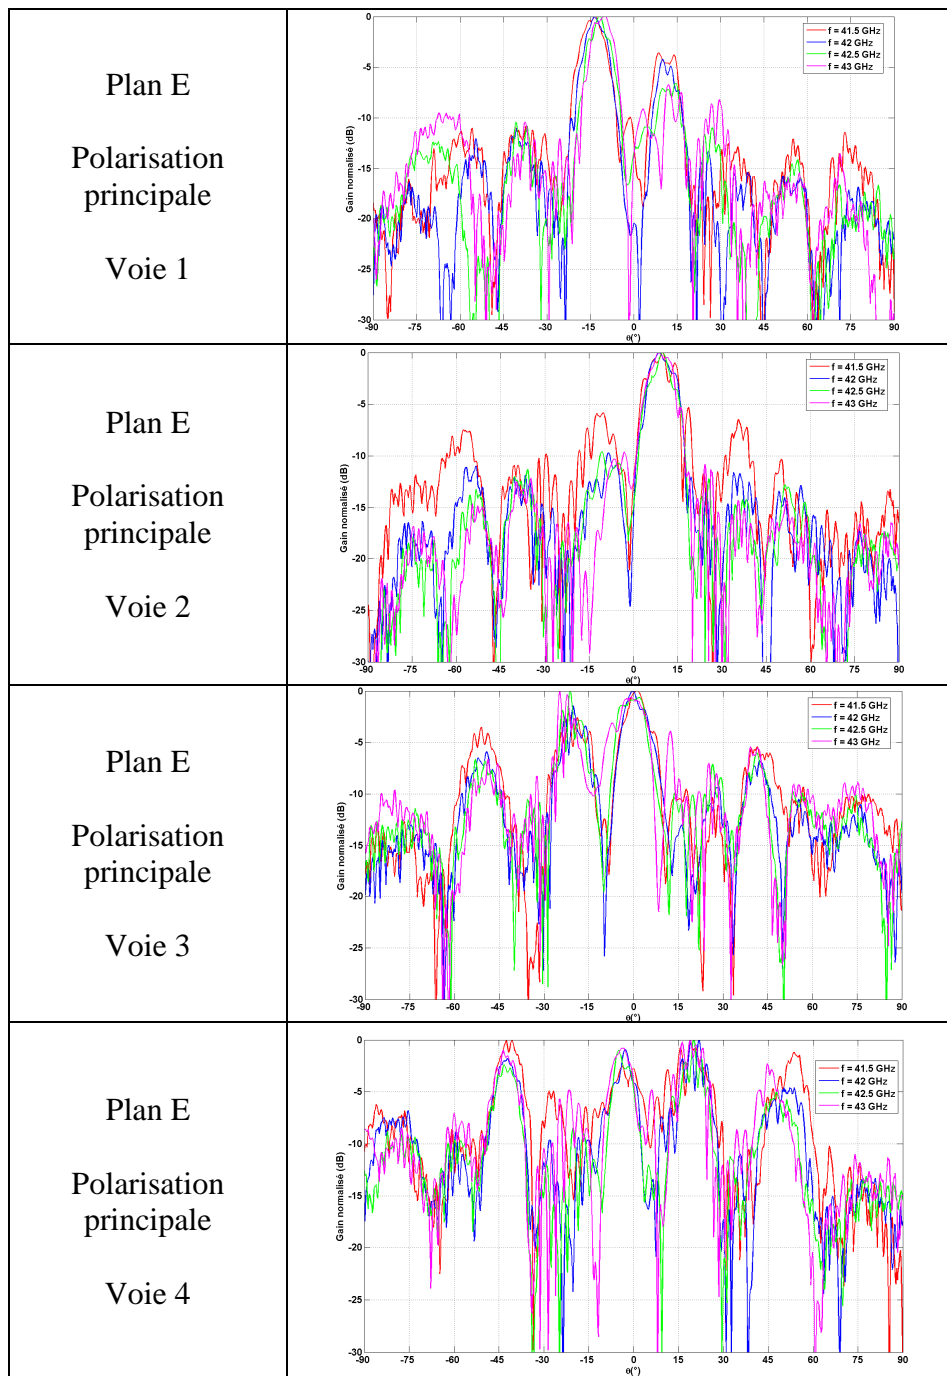 Plan E
Polarisation
principale
Voie 1
Gain normalisé (dB)
0
-5
-10
-15
-20
-25
-30
-90
-75
-60
-45
-30
-15
0
15
30
45
60
75
90
θ(°)
f = 41.5 GHz
f = 42 GHz
f = 42.5 GHz
f = 43 GHz
Plan E
Polarisation
principale
Voie 2
Gain normalisé (dB)
0
-5
-10
-15
-20
-25
-30
-90
-75
-60
-45
-30
-15
0
15
30
45
60
75
90
θ(°)
f = 41.5 GHz
f = 42 GHz
f = 42.5 GHz
f = 43 GHz
Plan E
Polarisation
principale
Voie 3
Gain normalisé (dB)
0
-5
-10
-15
-20
-25
-30
-90
-75
-60
-45
-30
-15
0
15
30
45
60
75
90
θ(°)
f = 41.5 GHz
f = 42 GHz
f = 42.5 GHz
f = 43 GHz
Plan E
Polarisation
principale
Voie 4
Gain normalisé (dB)
0
-5
-10
-15
-20
-25
-30
-90
-75
-60
-45
-30
-15
0
15
30
45
60
75
90
θ(°)
f = 41.5 GHz
f = 42 GHz
f = 42.5 GHz
f = 43 GHz